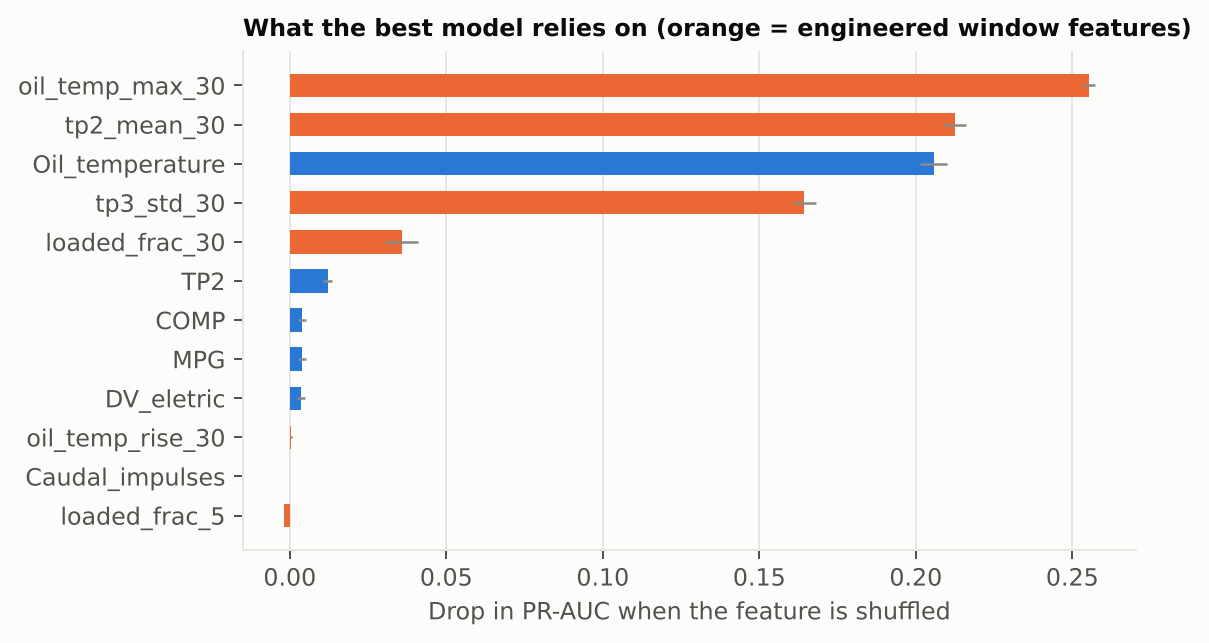 What the best model relies on (orange = engineered window features)
oil_temp_max_30
tp2_mean_30
Oil_temperature
tp3_std_30
loaded_frac_30
TP2
COMP
MPG
DV_eletric
oil_temp_rise_30
Caudal_impulses
loaded_frac_5
0.00 0.05 0.10 0.15 0.20 0.25
Drop in PR-AUC when the feature is shuffled